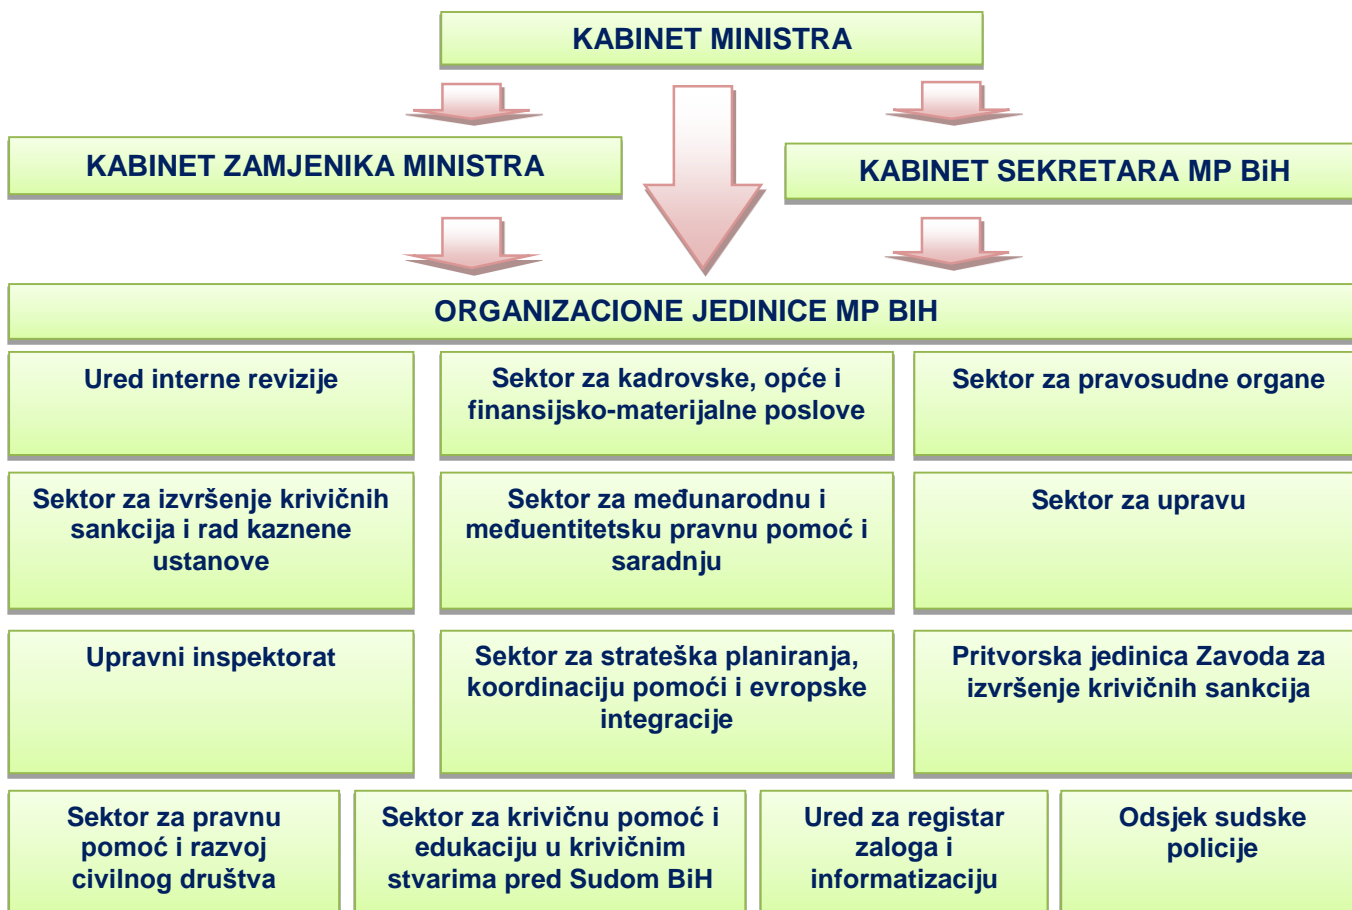 KABINET MINISTRA
KABINET ZAMJENIKA MINISTRA
KABINET SEKRETARA MP BiH
ORGANIZACIONE JEDINICE MP BIH
Ured interne revizije
Sektor za kadrovske, opće i
finansijsko-materijalne poslove
Sektor za pravosudne organe
Sektor za izvršenje krivičnih
sankcija i rad kaznene
ustanove
Sektor za međunarodnu i
međuentitetsku pravnu pomoć i
saradnju
Sektor za upravu
Upravni inspektorat
Sektor za strateška planiranja,
koordinaciju pomoći i evropske
integracije
Pritvorska jedinica Zavoda za
izvršenje krivičnih sankcija
Sektor za pravnu
pomoć i razvoj
civilnog društva
Sektor za krivičnu pomoć i
edukaciju u krivičnim
stvarima pred Sudom BiH
Ured za registar
zaloga i
informatizaciju
Odsjek sudske
policije